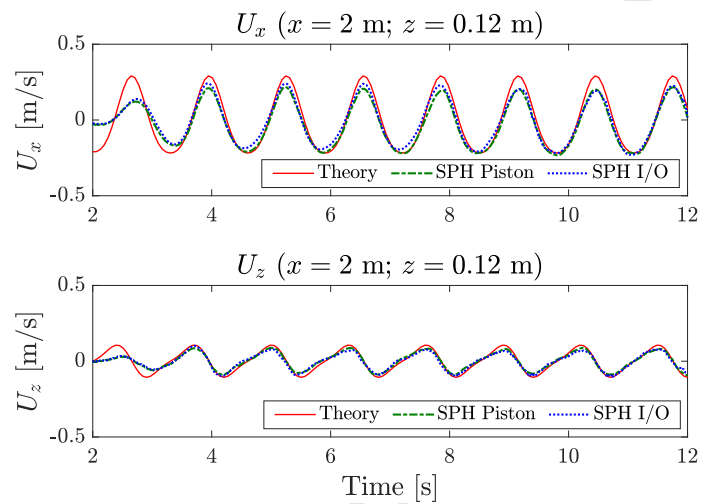 U_x (x = 2 m; z = 0.12 m)
0.5
0
-0.5
U_x [m/s]
Theory SPH Piston SPH I/O
2 4 6 8 10 12
U_z (x = 2 m; z = 0.12 m)
0.5
0
-0.5
U_z [m/s]
Theory SPH Piston SPH I/O
2 4 6 8 10 12
Time [s]